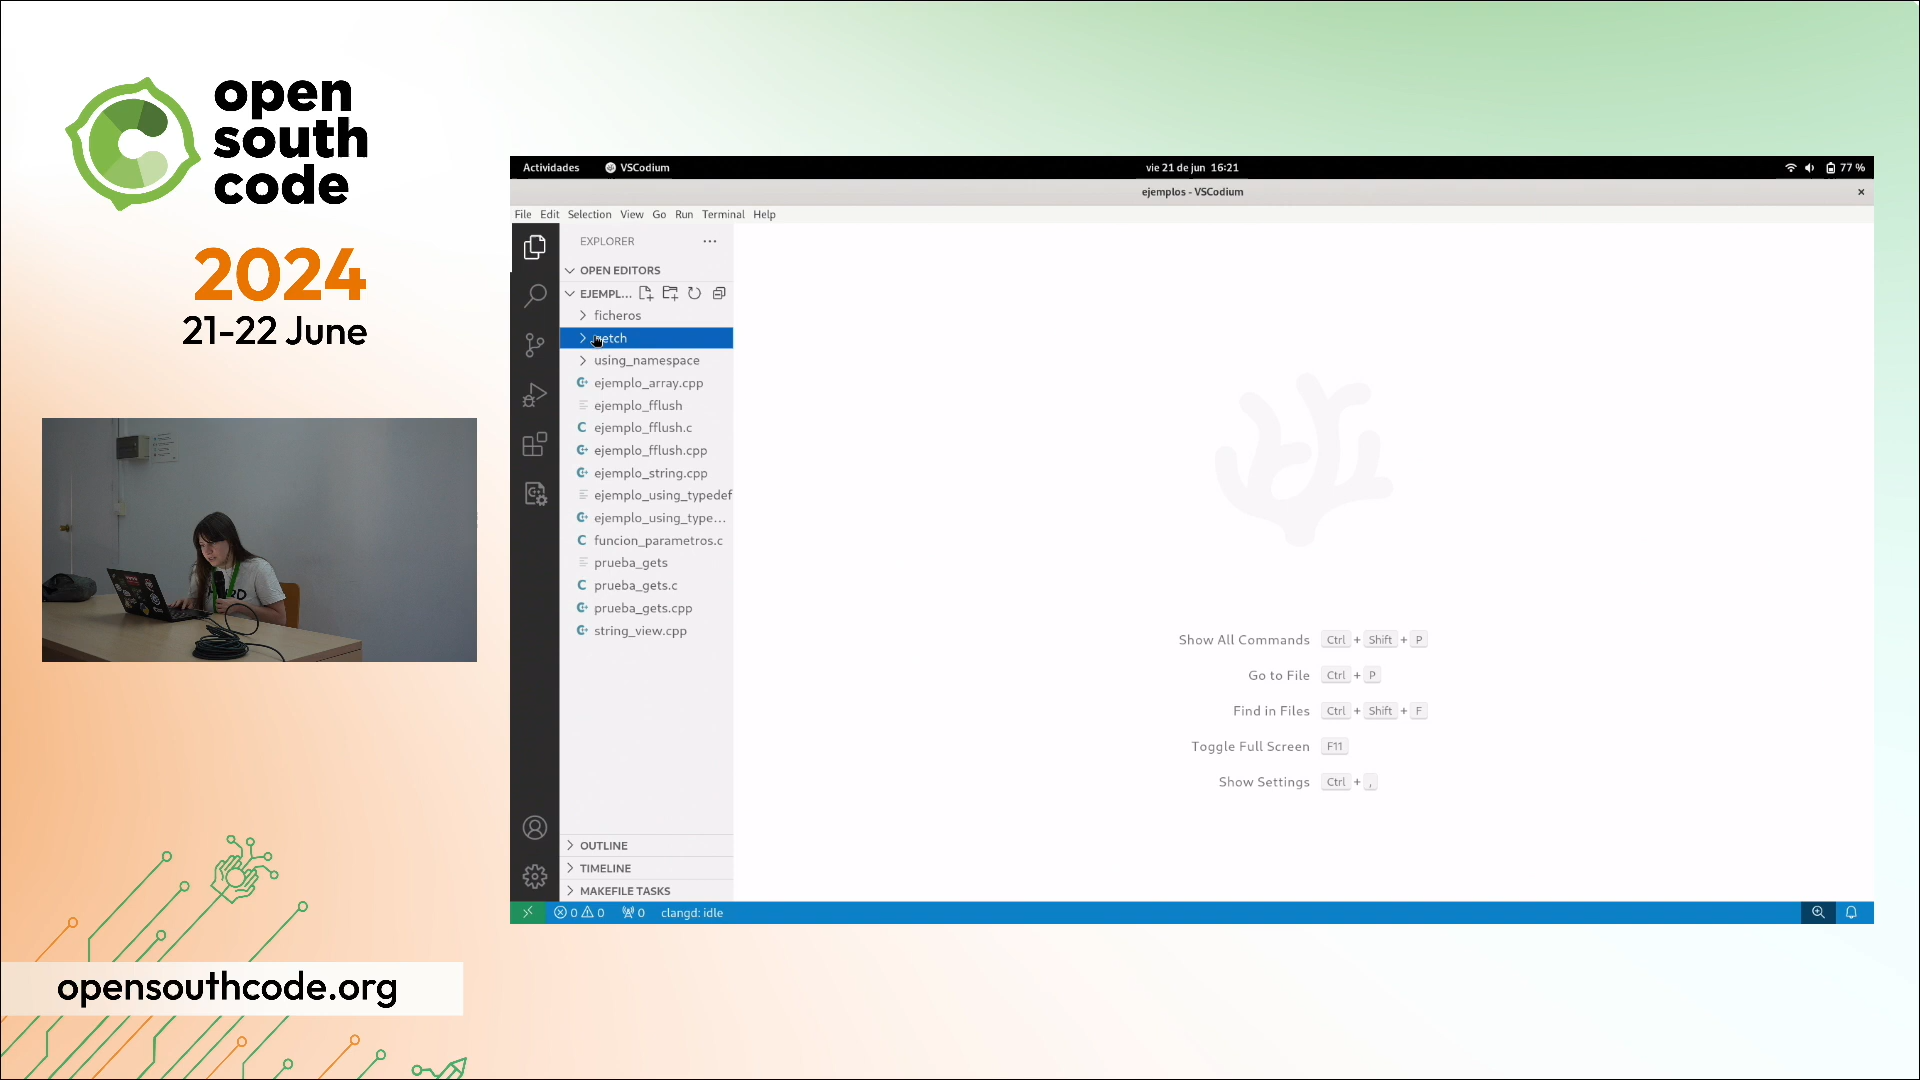 open
south
code
2024
21-22 June
opensouthcode.org
Actividades
VSCodium
vie 21 de jun 16:21
77 %
ejemplos - VSCodium
File Edit Selection View Go Run Terminal Help
EXPLORER
OPEN EDITORS
EJEMPL...
ficheros
using_namespace
ejemplo_array.cpp
ejemplo_fflush
ejemplo_fflush.c
ejemplo_fflush.cpp
ejemplo_string.cpp
ejemplo_using_typedef
ejemplo_using_type...
funcion_parametros.c
prueba_gets
prueba_gets.c
prueba_gets.cpp
string_view.cpp
OUTLINE
TIMELINE
MAKEFILE TASKS
Show All Commands Ctrl + Shift + P
Go to File Ctrl + P
Find in Files Ctrl + Shift + F
Toggle Full Screen F11
Show Settings Ctrl + ,
0 0 0 clangd: idle